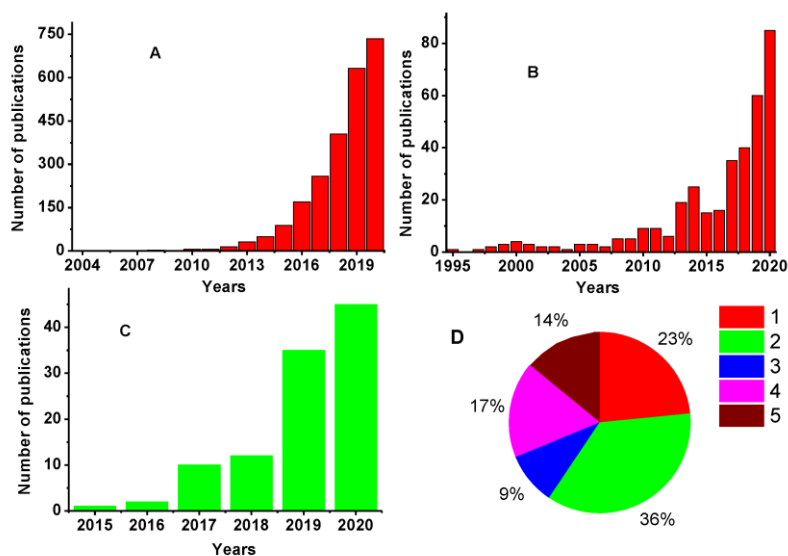 A
Number of publications
750
600
450
300
150
0
2004 2007 2010 2013 2016 2019
Years
B
Number of publications
80
60
40
20
0
1995 2000 2005 2010 2015 2020
Years
C
Number of publications
40
30
20
10
0
2015 2016 2017 2018 2019 2020
Years
D
14%
23%
17%
9%
36%
1
2
3
4
5